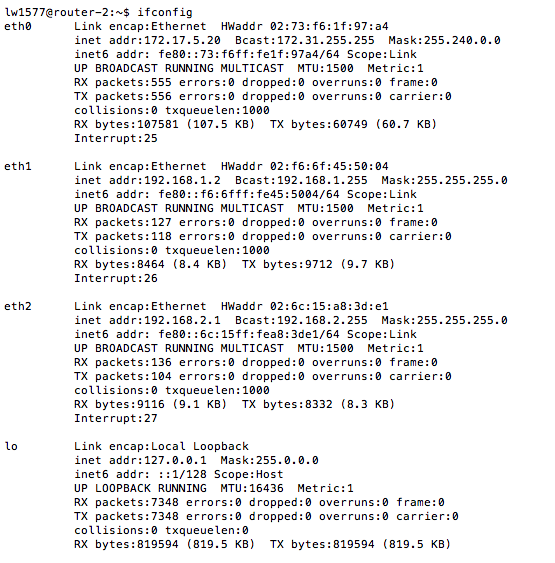 lw1577@router-2:~$ ifconfig
eth0      Link encap:Ethernet  HWaddr 02:73:f6:1f:97:a4
          inet addr:172.17.5.20  Bcast:172.31.255.255  Mask:255.240.0.0
          inet6 addr: fe80::73:f6ff:fe1f:97a4/64 Scope:Link
          UP BROADCAST RUNNING MULTICAST  MTU:1500  Metric:1
          RX packets:555 errors:0 dropped:0 overruns:0 frame:0
          TX packets:556 errors:0 dropped:0 overruns:0 carrier:0
          collisions:0 txqueuelen:1000
          RX bytes:107581 (107.5 KB)  TX bytes:60749 (60.7 KB)
          Interrupt:25

eth1      Link encap:Ethernet  HWaddr 02:f6:6f:45:50:04
          inet addr:192.168.1.2  Bcast:192.168.1.255  Mask:255.255.255.0
          inet6 addr: fe80::f6:6fff:fe45:5004/64 Scope:Link
          UP BROADCAST RUNNING MULTICAST  MTU:1500  Metric:1
          RX packets:127 errors:0 dropped:0 overruns:0 frame:0
          TX packets:118 errors:0 dropped:0 overruns:0 carrier:0
          collisions:0 txqueuelen:1000
          RX bytes:8464 (8.4 KB)  TX bytes:9712 (9.7 KB)
          Interrupt:26

eth2      Link encap:Ethernet  HWaddr 02:6c:15:a8:3d:e1
          inet addr:192.168.2.1  Bcast:192.168.2.255  Mask:255.255.255.0
          inet6 addr: fe80::6c:15ff:fea8:3de1/64 Scope:Link
          UP BROADCAST RUNNING MULTICAST  MTU:1500  Metric:1
          RX packets:136 errors:0 dropped:0 overruns:0 frame:0
          TX packets:104 errors:0 dropped:0 overruns:0 carrier:0
          collisions:0 txqueuelen:1000
          RX bytes:9116 (9.1 KB)  TX bytes:8332 (8.3 KB)
          Interrupt:27

lo        Link encap:Local Loopback
          inet addr:127.0.0.1  Mask:255.0.0.0
          inet6 addr: ::1/128 Scope:Host
          UP LOOPBACK RUNNING  MTU:16436  Metric:1
          RX packets:7348 errors:0 dropped:0 overruns:0 frame:0
          TX packets:7348 errors:0 dropped:0 overruns:0 carrier:0
          collisions:0 txqueuelen:0
          RX bytes:819594 (819.5 KB)  TX bytes:819594 (819.5 KB)